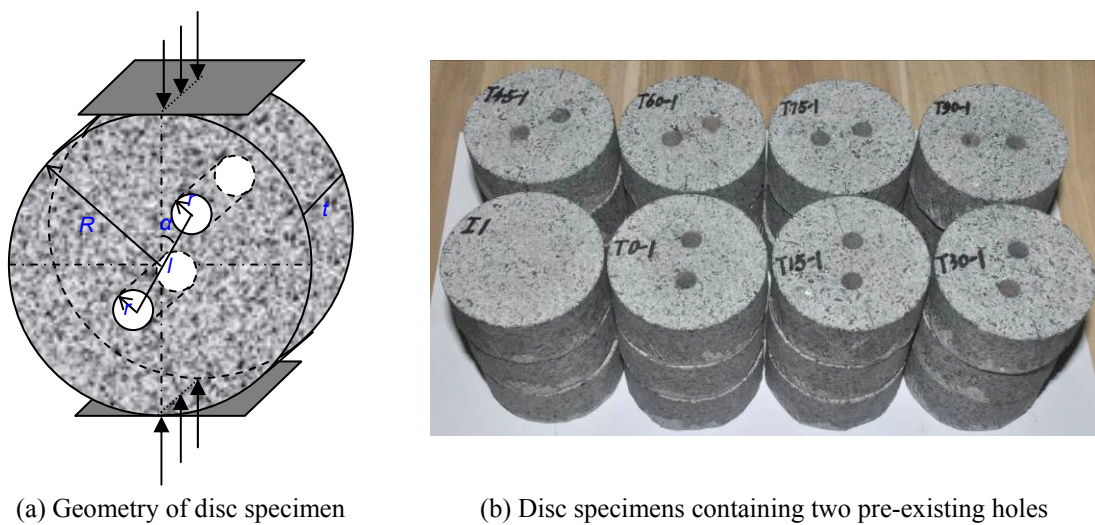 R
r
α
l
r
t
(a) Geometry of disc specimen
T45-1
T60-1
T75-1
T90-1
I1
T0-1
T15-1
T30-1
(b) Disc specimens containing two pre-existing holes